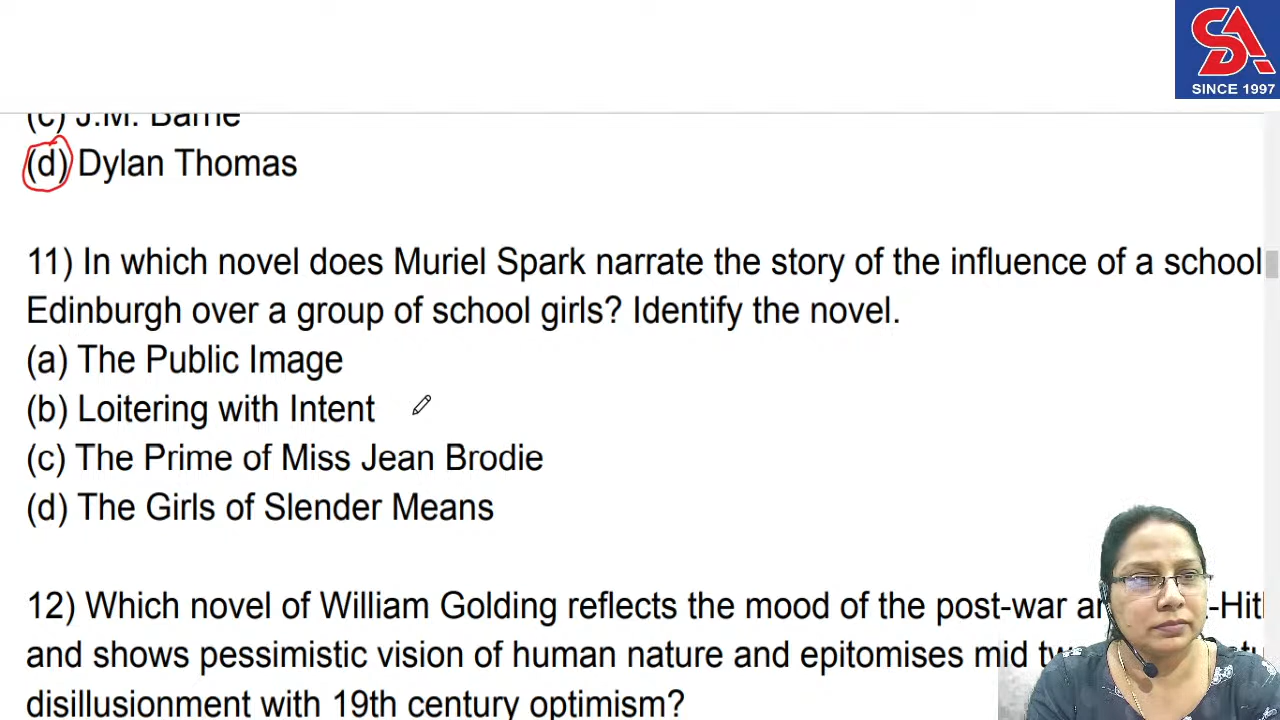 SA
SINCE 1997
(c) J.M. Barrie
(d) Dylan Thomas
11) In which novel does Muriel Spark narrate the story of the influence of a school
Edinburgh over a group of school girls? Identify the novel.
(a) The Public Image
(b) Loitering with Intent
(c) The Prime of Miss Jean Brodie
(d) The Girls of Slender Means
12) Which novel of William Golding reflects the mood of the post-war
and shows pessimistic vision of human nature and epitomises mid
disillusionment with 19th century optimism?